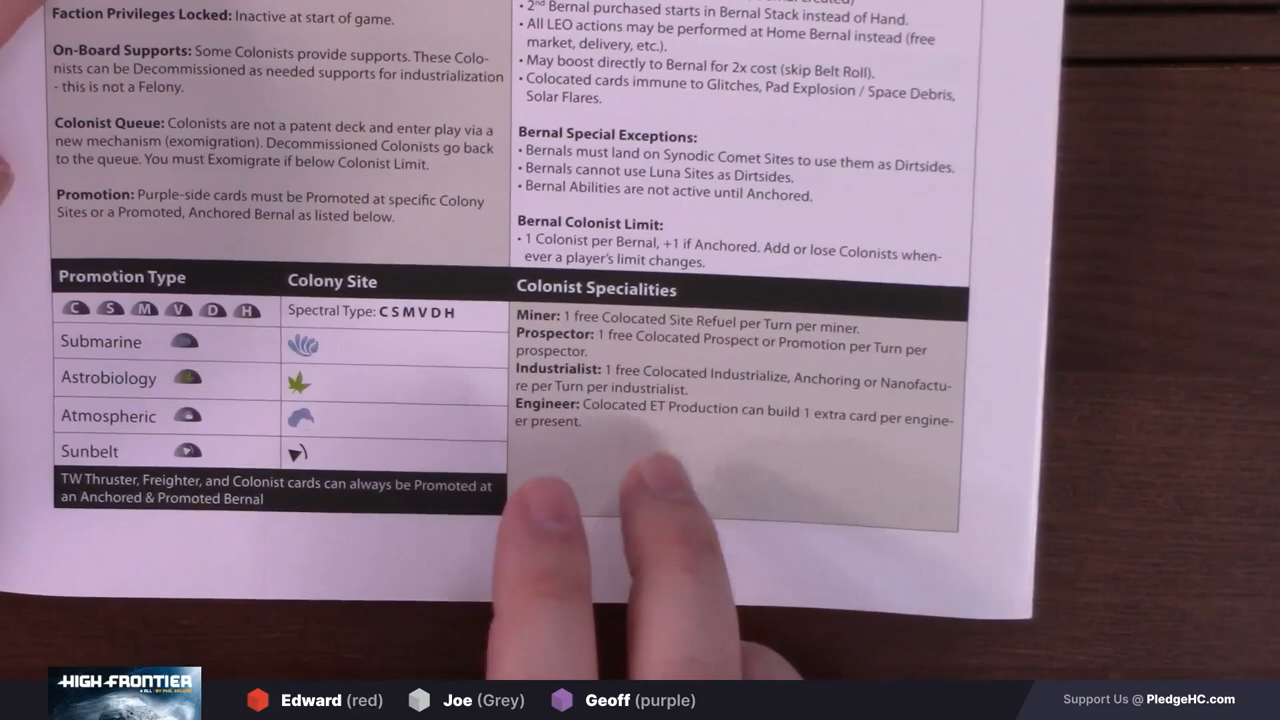 Faction Privileges Locked: Inactive at start of game.
On-Board Supports: Some Colonists provide supports. These Colo-
nists can be Decommissioned as needed supports for industrialization
- this is not a Felony.
Colonist Queue: Colonists are not a patent deck and enter play via a
new mechanism (exomigration). Decommissioned Colonists go back
to the queue. You must Exomigrate if below Colonist Limit.
Promotion: Purple-side cards must be Promoted at specific Colony
Sites or a Promoted, Anchored Bernal as listed below.
• 2nd Bernal purchased starts in Bernal Stack instead of Hand.
• All LEO actions may be performed at Home Bernal instead (free
market, delivery, etc.).
• May boost directly to Bernal for 2x cost (skip Belt Roll).
• Colocated cards immune to Glitches, Pad Explosion / Space Debris,
Solar Flares.
Bernal Special Exceptions:
• Bernals must land on Synodic Comet Sites to use them as Dirtsides.
• Bernals cannot use Luna Sites as Dirtsides.
• Bernal Abilities are not active until Anchored.
Bernal Colonist Limit:
• 1 Colonist per Bernal, +1 if Anchored. Add or lose Colonists when-
ever a player's limit changes.
Promotion Type Colony Site
C S M V D H Spectral Type: C S M V D H
Submarine
Astrobiology
Atmospheric
Sunbelt
TW Thruster, Freighter, and Colonist cards can always be Promoted at
an Anchored & Promoted Bernal
Colonist Specialities
Miner: 1 free Colocated Site Refuel per Turn per miner.
Prospector: 1 free Colocated Prospect or Promotion per Turn per
prospector.
Industrialist: 1 free Colocated Industrialize, Anchoring or Nanofactu-
re per Turn per industrialist.
Engineer: Colocated ET Production can build 1 extra card per engine-
er present.
HIGH FRONTIER
4 ALL
Edward (red) Joe (Grey) Geoff (purple)
Support Us @ PledgeHC.com